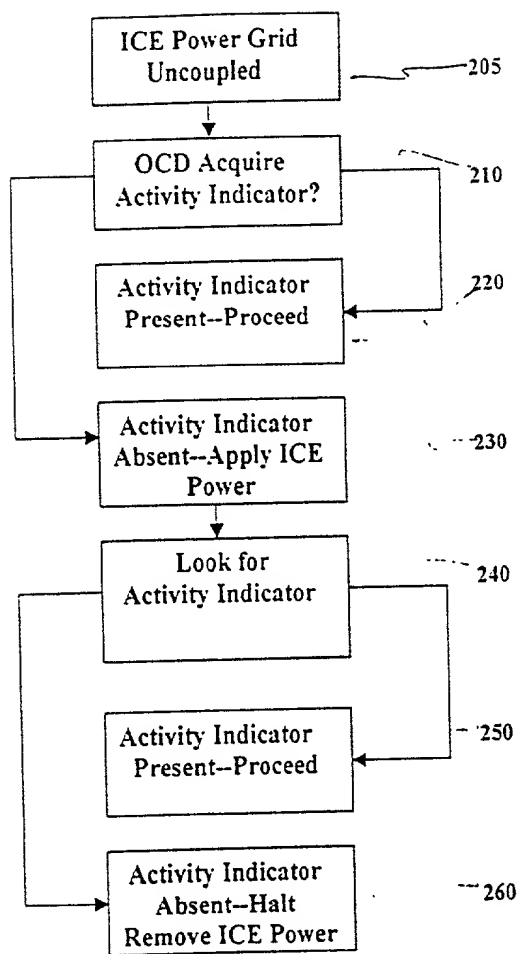 ICE Power Grid
Uncoupled
205
OCD Acquire
Activity Indicator?
210
Activity Indicator
Present--Proceed
220
Activity Indicator
Absent--Apply ICE
Power
230
Look for
Activity Indicator
240
Activity Indicator
Present--Proceed
250
Activity Indicator
Absent--Halt
Remove ICE Power
260